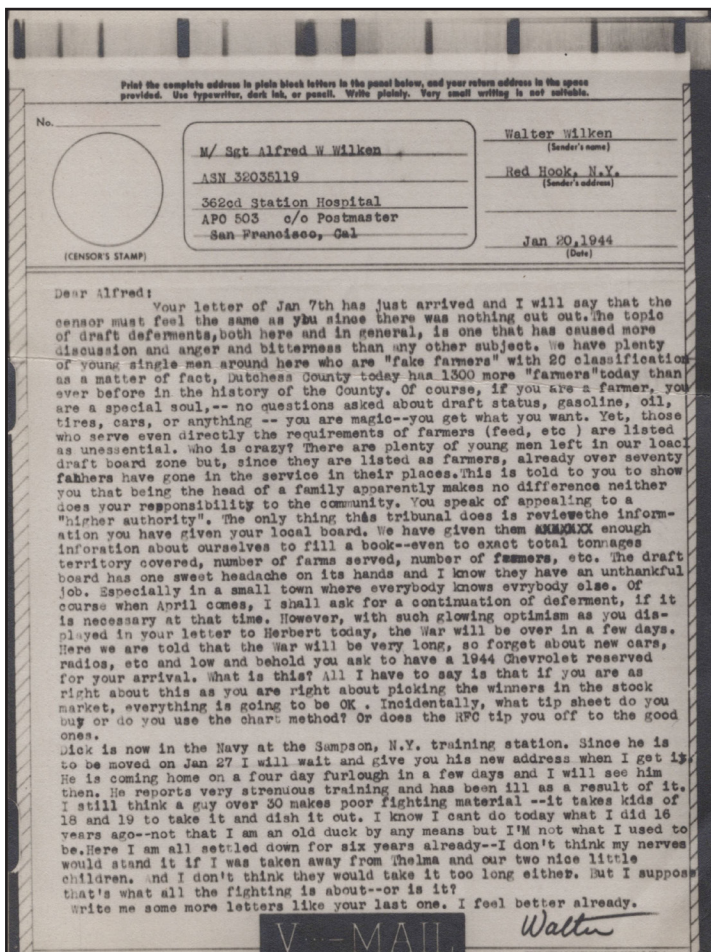 Print the complete address in plain block letters in the panel below, and your return address in the space
provided. Use typewriter, dark ink, or pencil. Write plainly. Very small writing is not suitable.
No.
(CENSOR'S STAMP)
M/ Sgt Alfred W Wilken
ASN 32035119
362cd Station Hospital
APO 503 c/o Postmaster
San Francisco, Cal
Walter Wilken
(Sender's name)
Red Hook, N.Y.
(Sender's address)
Jan 20,1944
(Date)
Dear Alfred:
Your letter of Jan 7th has just arrived and I will say that the
censor must feel the same as you since there was nothing cut out.The topic
of draft deferments,both here and in general, is one that has caused more
discussion and anger and bitterness than any other subject. We have plenty
of young single men around here who are "fake farmers" with 2C classification
as a matter of fact, Dutchess County today has 1300 more "farmers"today than
ever before in the history of the County. Of course, if you are a farmer, you
are a special soul,-- no questions asked about draft status, gasoline, oil,
tires, cars, or anything -- you are magic--you get what you want. Yet, those
who serve even directly the requirements of farmers (feed, etc ) are listed
as unessential. Who is crazy? There are plenty of young men left in our loacl
draft board zone but, since they are listed as farmers, already over seventy
fahhers have gone in the service in their places.This is told to you to show
you that being the head of a family apparently makes no difference neither
does your responsibility to the community. You speak of appealing to a
"higher authority". The only thing this tribunal does is reviewethe inform-
ation you have given your local board. We have given them enough
inforation about ourselves to fill a book--even to exact total tonnages
territory covered, number of farms served, number of farmers, etc. The draft
board has one sweet headache on its hands and I know they have an unthankful
job. Especially in a small town where everybody knows evrybody else. Of
course when April comes, I shall ask for a continuation of deferment, if it
is necessary at that time. However, with such glowing optimism as you dis-
played in your letter to Herbert today, the War will be over in a few days.
Here we are told that the War will be very long, so forget about new cars,
radios, etc and low and behold you ask to have a 1944 Chevrolet reserved
for your arrival. What is this? All I have to say is that if you are as
right about this as you are right about picking the winners in the stock
market, everything is going to be OK . Incidentally, what tip sheet do you
buy or do you use the chart method? Or does the RFC tip you off to the good
ones.
Dick is now in the Navy at the Sampson, N.Y. training station. Since he is
to be moved on Jan 27 I will wait and give you his new address when I get it.
He is coming home on a four day furlough in a few days and I will see him
then. He reports very strenuous training and has been ill as a result of it.
I still think a guy over 30 makes poor fighting material --it takes kids of
18 and 19 to take it and dish it out. I know I cant do today what I did 16
years ago--not that I am an old duck by any means but I'M not what I used to
be.Here I am all settled down for six years already--I don't think my nerves
would stand it if I was taken away from Thelma and our two nice little
children. And I don't think they would take it too long either. But I suppos
that's what all the fighting is about--or is it?
Write me some more letters like your last one. I feel better already.
Walter
V···-MAIL